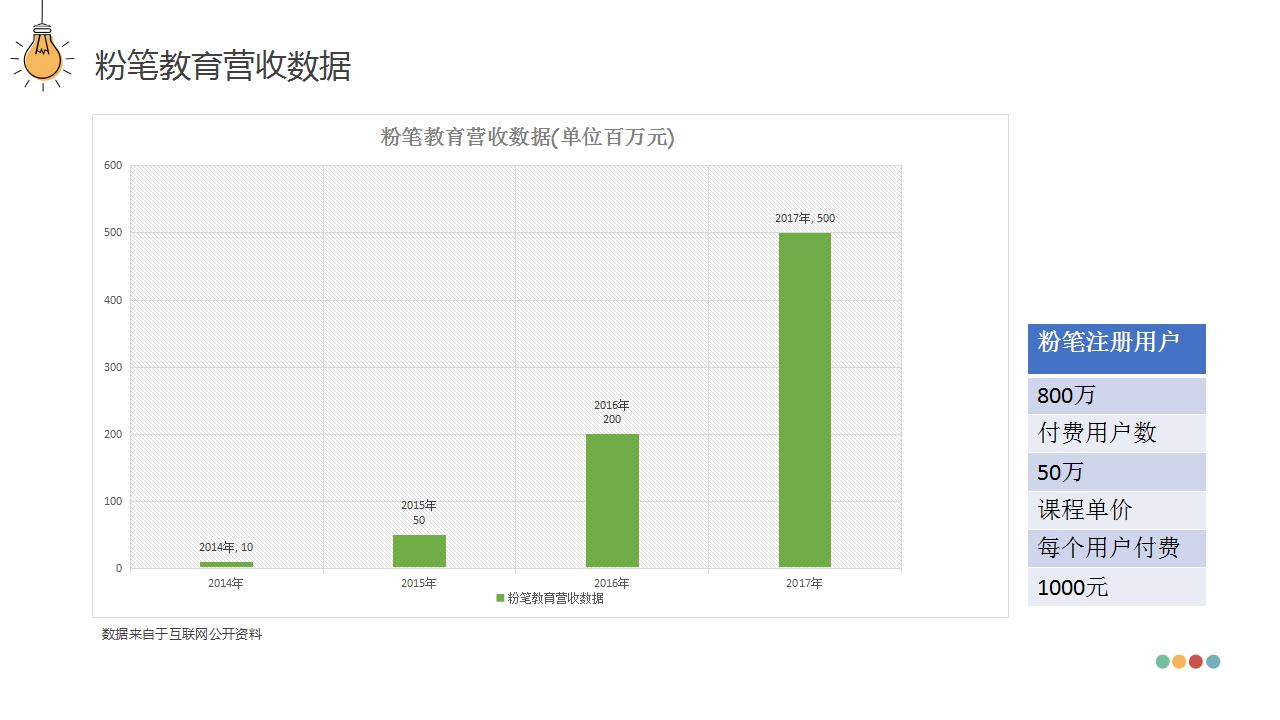 粉笔教育营收数据
粉笔教育营收数据(单位百万元)
600
500
400
300
200
100
0
2014年, 10
2015年
50
2016年
200
2017年, 500
2014年
2015年
2016年
2017年
粉笔教育营收数据
数据来自于互联网公开资料
粉笔注册用户
800万
付费用户数
50万
课程单价
每个用户付费
1000元